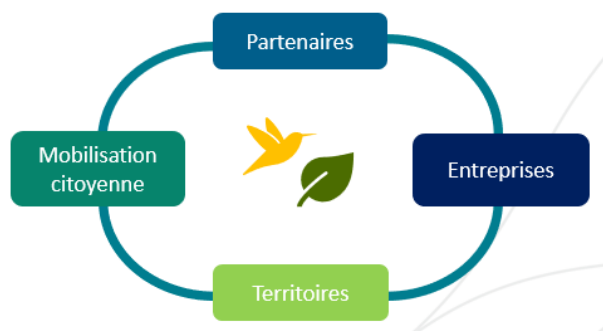 Partenaires
Mobilisation
citoyenne
Entreprises
Territoires